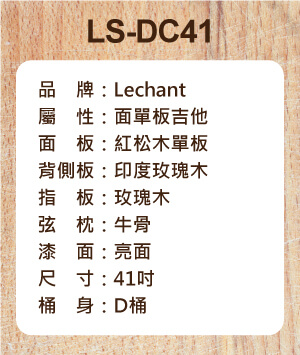 LS-DC41
品　牌：Lechant
屬　性：面單板吉他
面　板：紅松木單板
背側板：印度玫瑰木
指　板：玫瑰木
弦　枕：牛骨
漆　面：亮面
尺　寸：41吋
桶　身：D桶